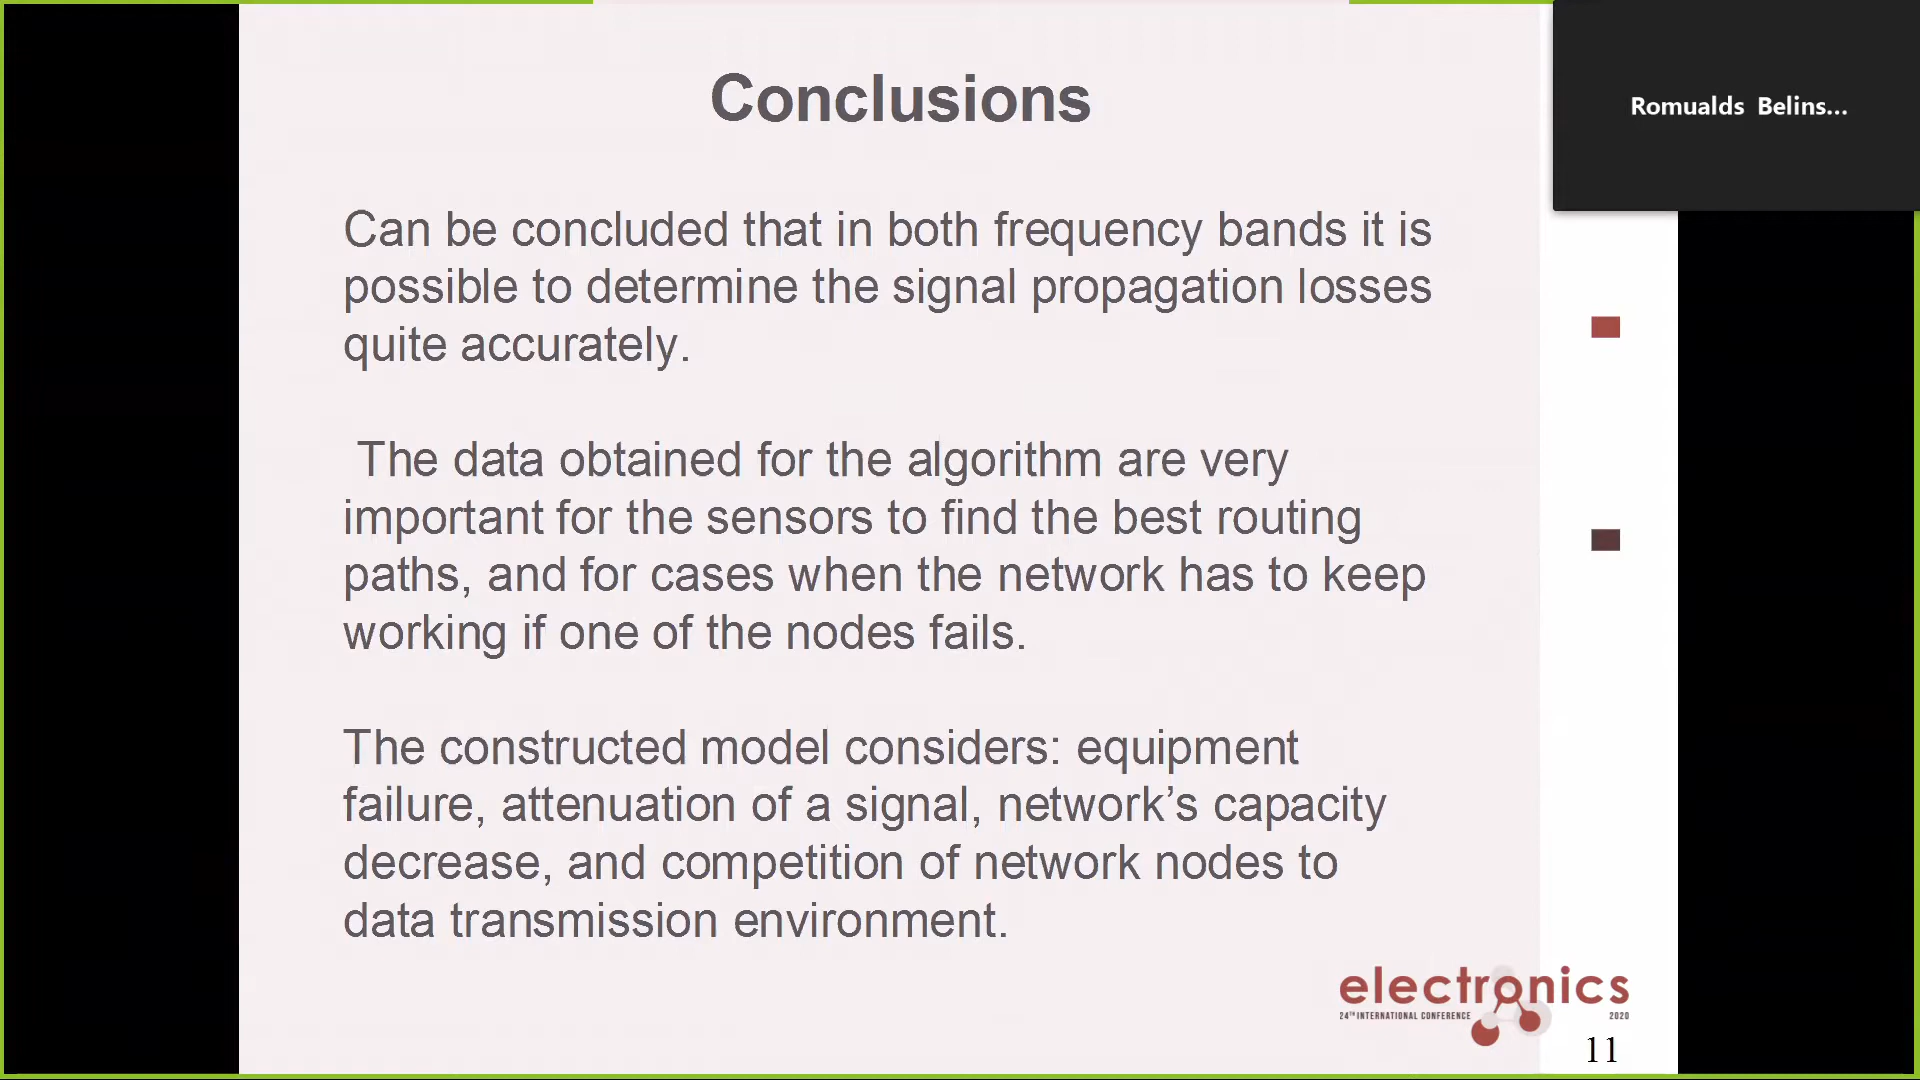 Conclusions
Romualds Belins...
Can be concluded that in both frequency bands it is
possible to determine the signal propagation losses
quite accurately.
The data obtained for the algorithm are very
important for the sensors to find the best routing
paths, and for cases when the network has to keep
working if one of the nodes fails.
The constructed model considers: equipment
failure, attenuation of a signal, network’s capacity
decrease, and competition of network nodes to
data transmission environment.
electronics
24TH INTERNATIONAL CONFERENCE 2020
11